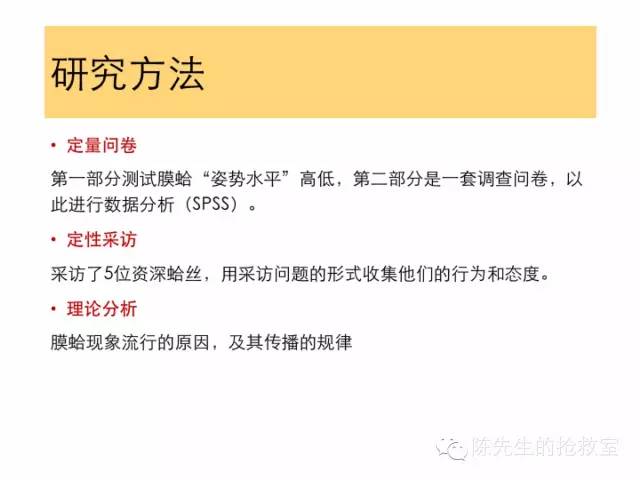 研究方法
• 定量问卷
第一部分测试膜蛤“姿势水平”高低，第二部分是一套调查问卷，以
此进行数据分析（SPSS）。
• 定性采访
采访了5位资深蛤丝，用采访问题的形式收集他们的行为和态度。
• 理论分析
膜蛤现象流行的原因，及其传播的规律
陈先生的抢救室